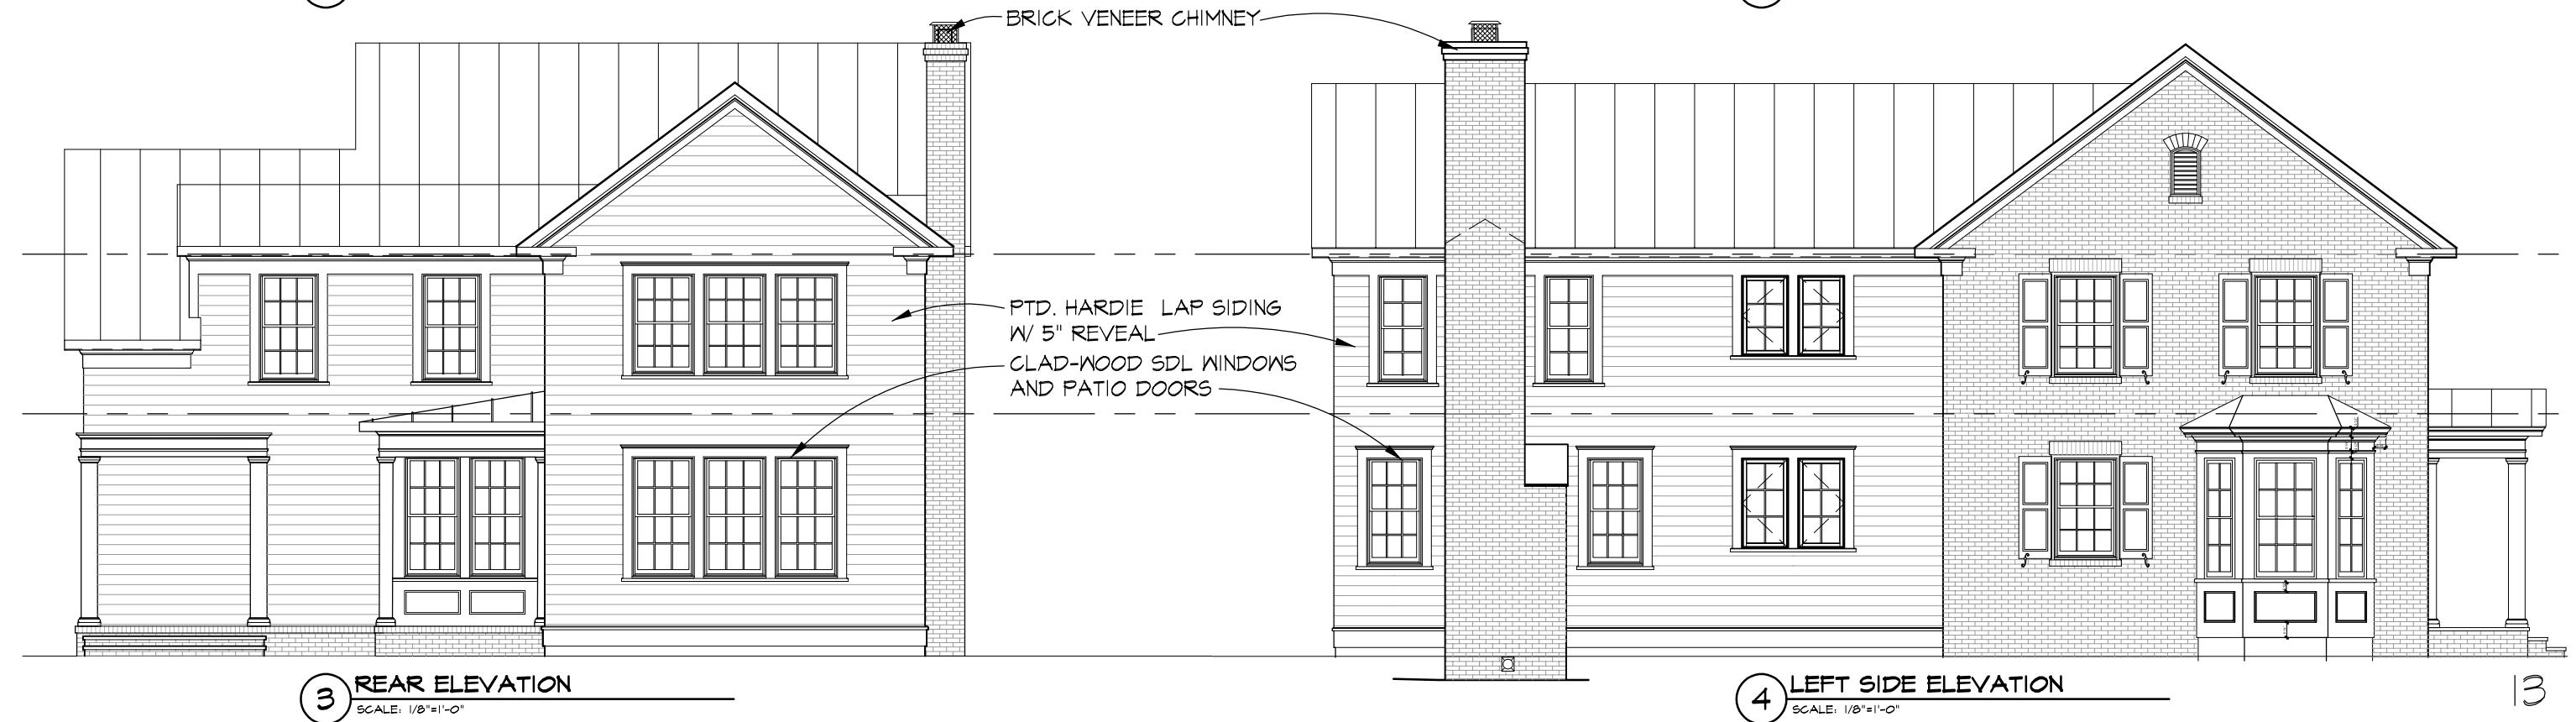 BRICK VENEER CHIMNEY
PTD. HARDIE LAP SIDING
W/ 5" REVEAL
CLAD-WOOD SDL WINDOWS
AND PATIO DOORS
3 REAR ELEVATION
SCALE: 1/8"=1'-0"
4 LEFT SIDE ELEVATION
SCALE: 1/8"=1'-0"
13